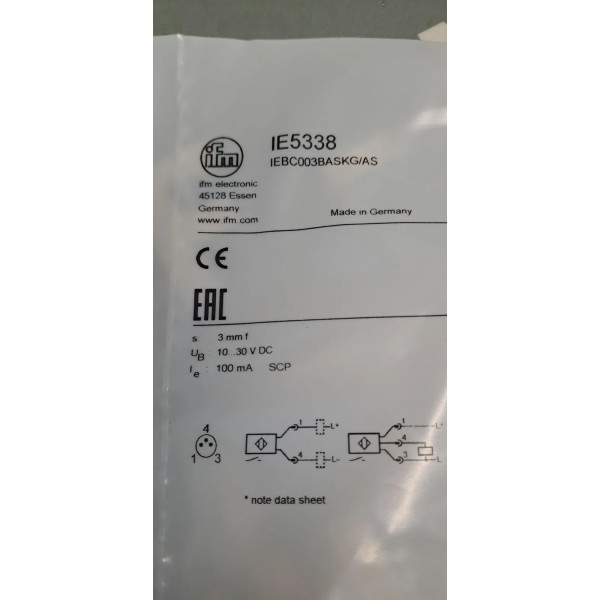 ifm
IE5338
IEBC003BASKG/AS
ifm electronic
45128 Essen
Germany
www.ifm.com
Made in Germany
CE
EAC
s: 3 mm f
UB: 10...30 V DC
Ie: 100 mA SCP
4
1 3
1 L+
4 L-
1 L+
4
3 L
* note data sheet